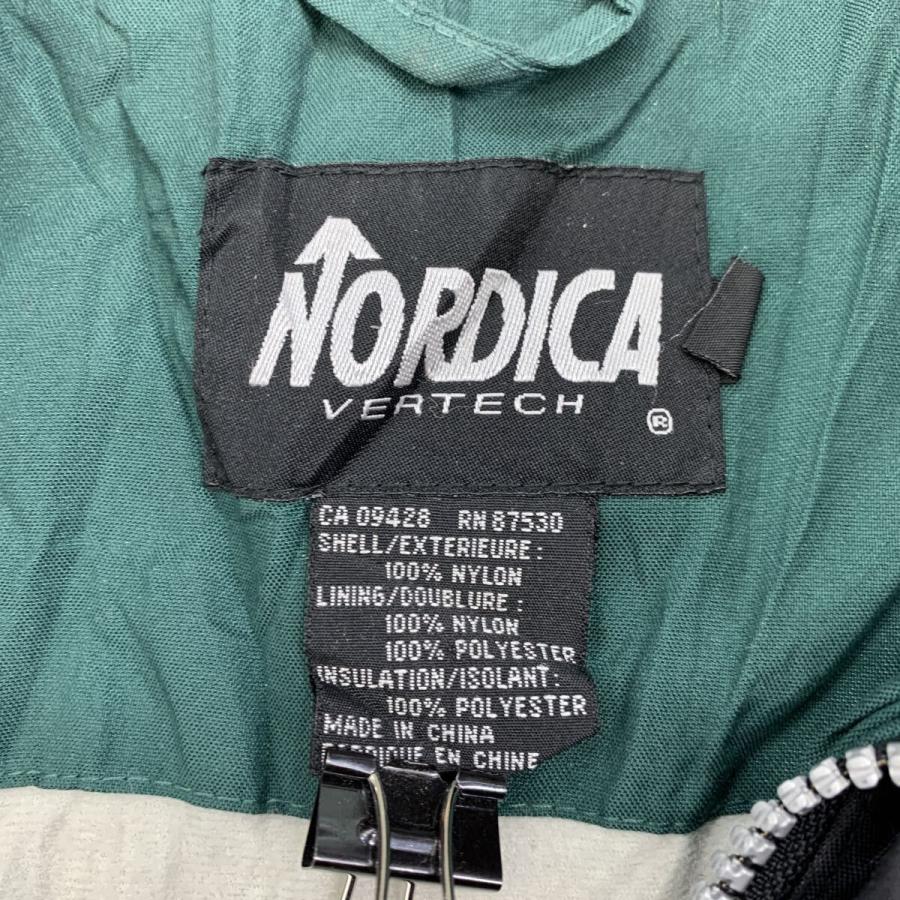 NORDICA
VERTECH
®
CA 09428 RN 87530
SHELL/EXTERIEURE:
100% NYLON
LINING/DOUBLURE:
100% NYLON
100% POLYESTER
INSULATION/ISOLANT:
100% POLYESTER
MADE IN CHINA
FABRIQUE EN CHINE